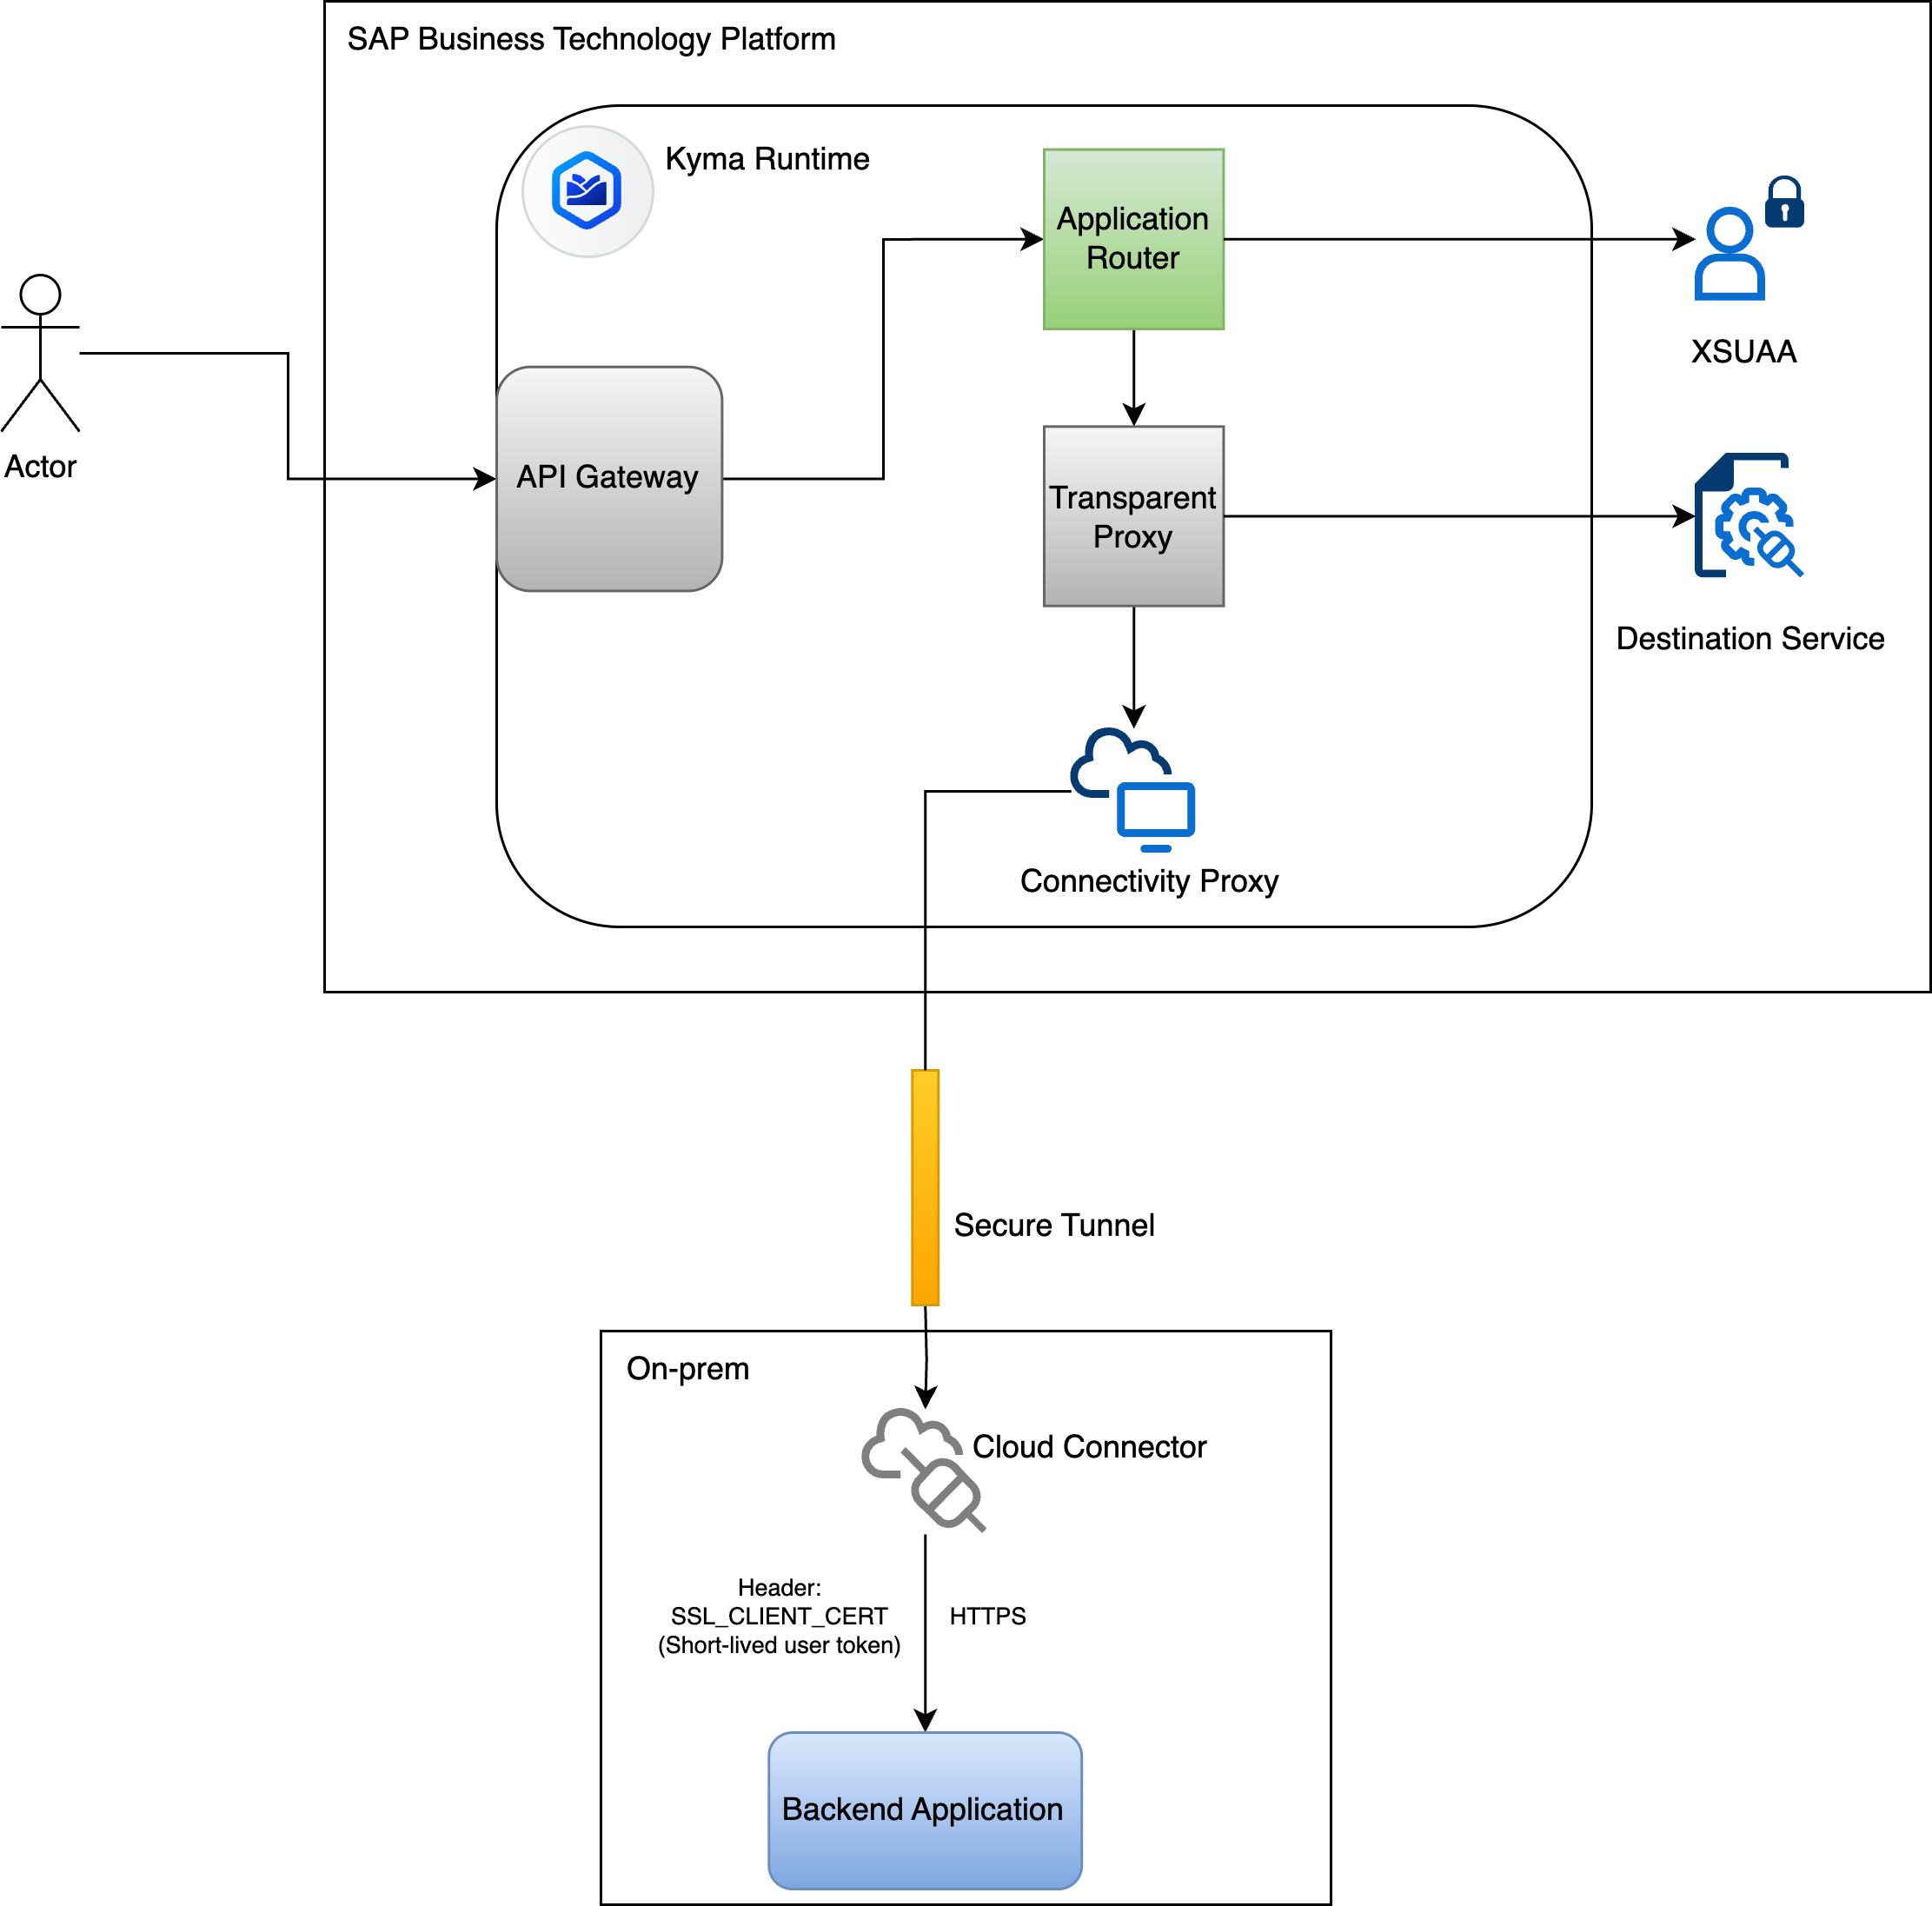 SAP Business Technology Platform
Kyma Runtime
Application
Router
XSUAA
Actor
API Gateway
Transparent
Proxy
Destination Service
Connectivity Proxy
Secure Tunnel
On-prem
Cloud Connector
Header:
SSL_CLIENT_CERT
(Short-lived user token)
HTTPS
Backend Application